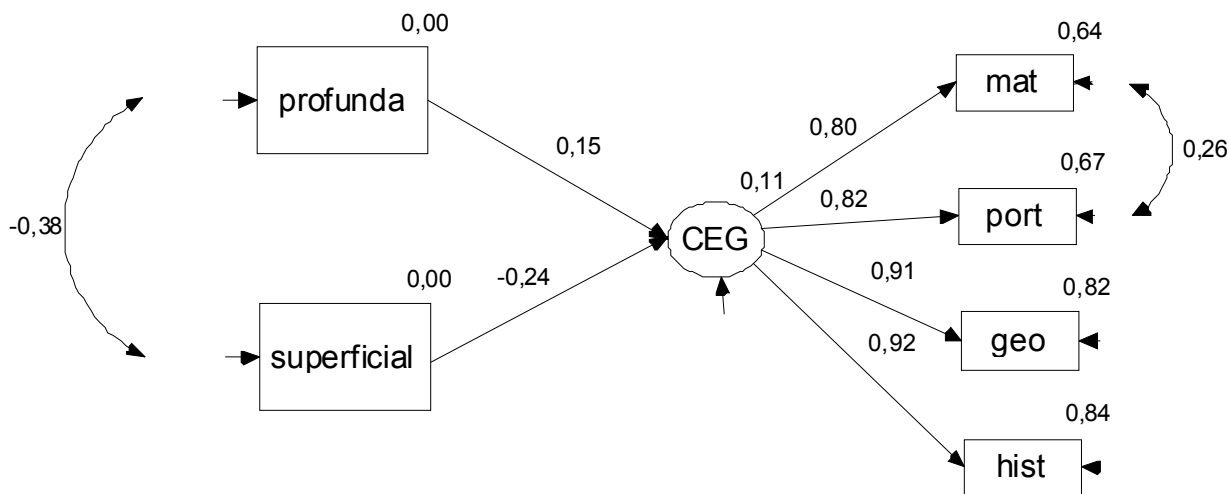 0,00
profunda
0,15
-0,38
0,00
superficial
-0,24
0,11
CEG
0,80
0,82
0,91
0,92
0,64
mat
0,26
0,67
port
0,82
geo
0,84
hist